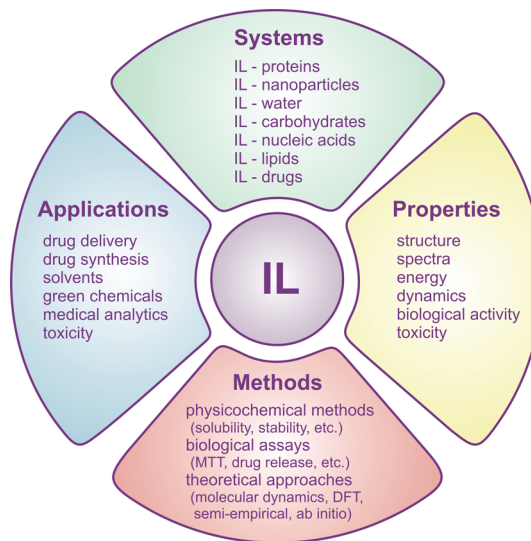 Systems
IL - proteins
IL - nanoparticles
IL - water
IL - carbohydrates
IL - nucleic acids
IL - lipids
IL - drugs
Applications
drug delivery
drug synthesis
solvents
green chemicals
medical analytics
toxicity
IL
Properties
structure
spectra
energy
dynamics
biological activity
toxicity
Methods
physicochemical methods
(solubility, stability, etc.)
biological assays
(MTT, drug release, etc.)
theoretical approaches
(molecular dynamics, DFT,
semi-empirical, ab initio)